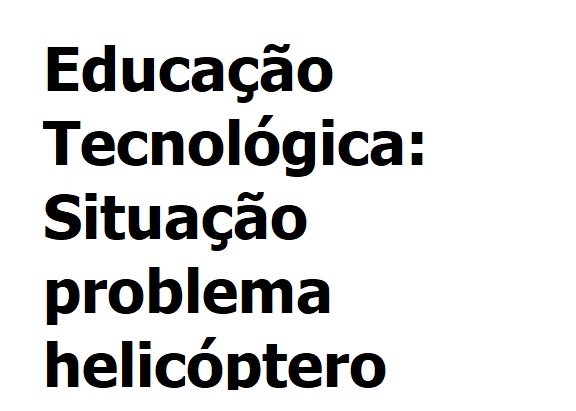 Educação
Tecnológica:
Situação
problema
helicóptero